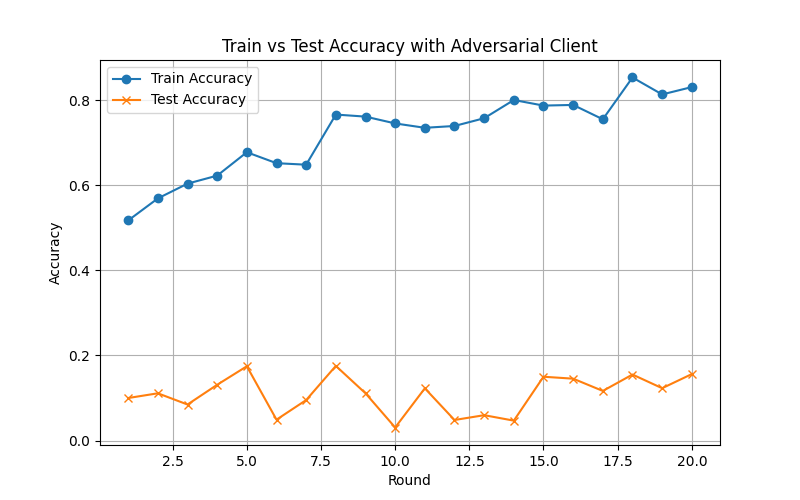 Train vs Test Accuracy with Adversarial Client
Train Accuracy
Test Accuracy
Accuracy
0.8
0.6
0.4
0.2
0.0
2.5 5.0 7.5 10.0 12.5 15.0 17.5 20.0
Round